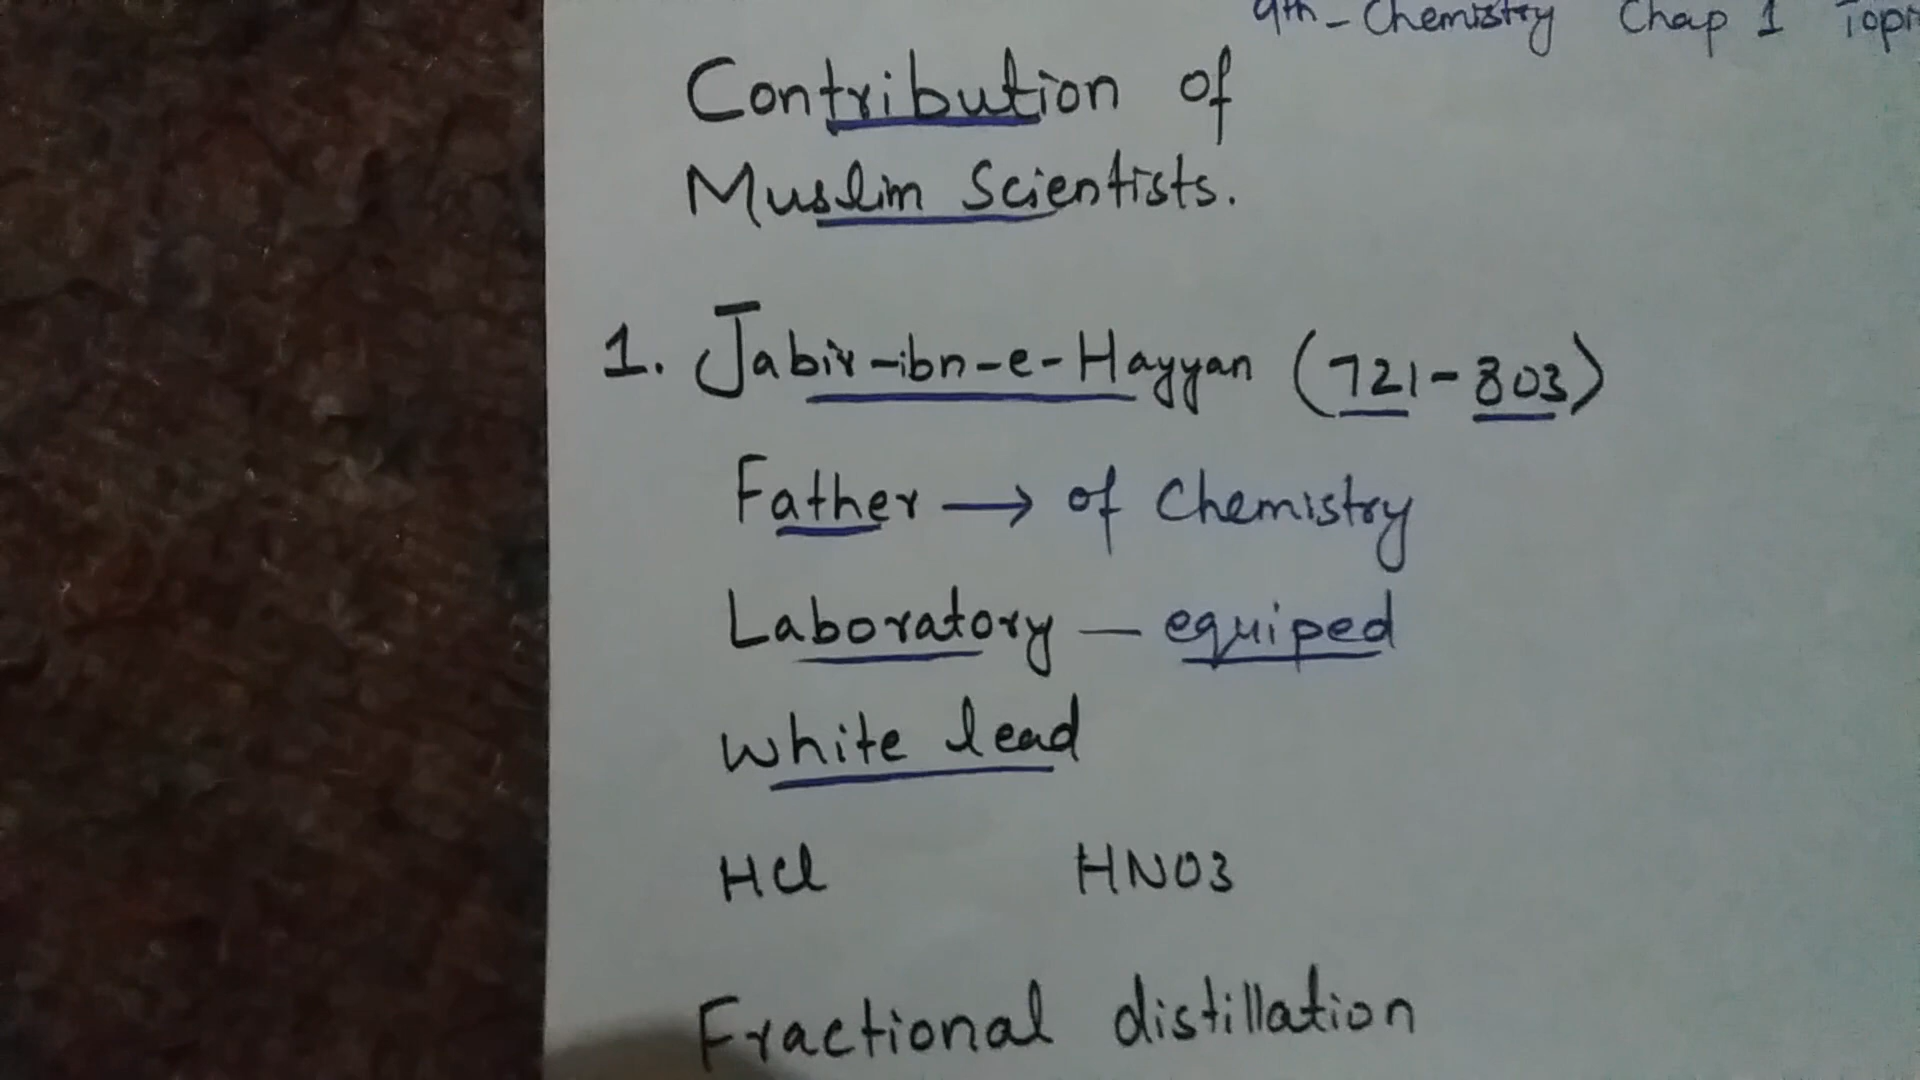 9th - Chemistry Chap 1 Topi
Contribution of
Muslim Scientists.
1. Jabir-ibn-e-Hayyan (721-803)
Father → of Chemistry
Laboratory — equiped
white lead
HCl HNO3
Fractional distillation